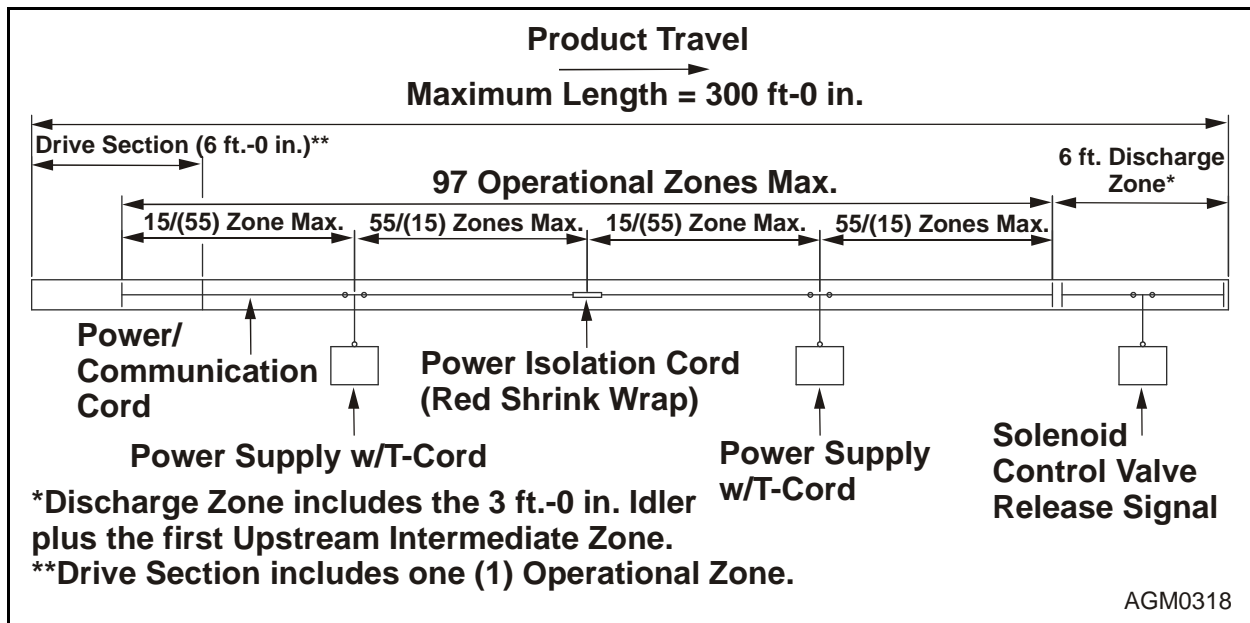 Product Travel
Maximum Length = 300 ft-0 in.
Drive Section (6 ft.-0 in.)**
6 ft. Discharge
Zone*
97 Operational Zones Max.
15/(55) Zone Max.
55/(15) Zones Max.
15/(55) Zone Max.
55/(15) Zones Max.
Power/
Communication
Cord
Power Isolation Cord
(Red Shrink Wrap)
Power Supply w/T-Cord
Power Supply
w/T-Cord
Solenoid
Control Valve
Release Signal
*Discharge Zone includes the 3 ft.-0 in. Idler
plus the first Upstream Intermediate Zone.
**Drive Section includes one (1) Operational Zone.
AGM0318